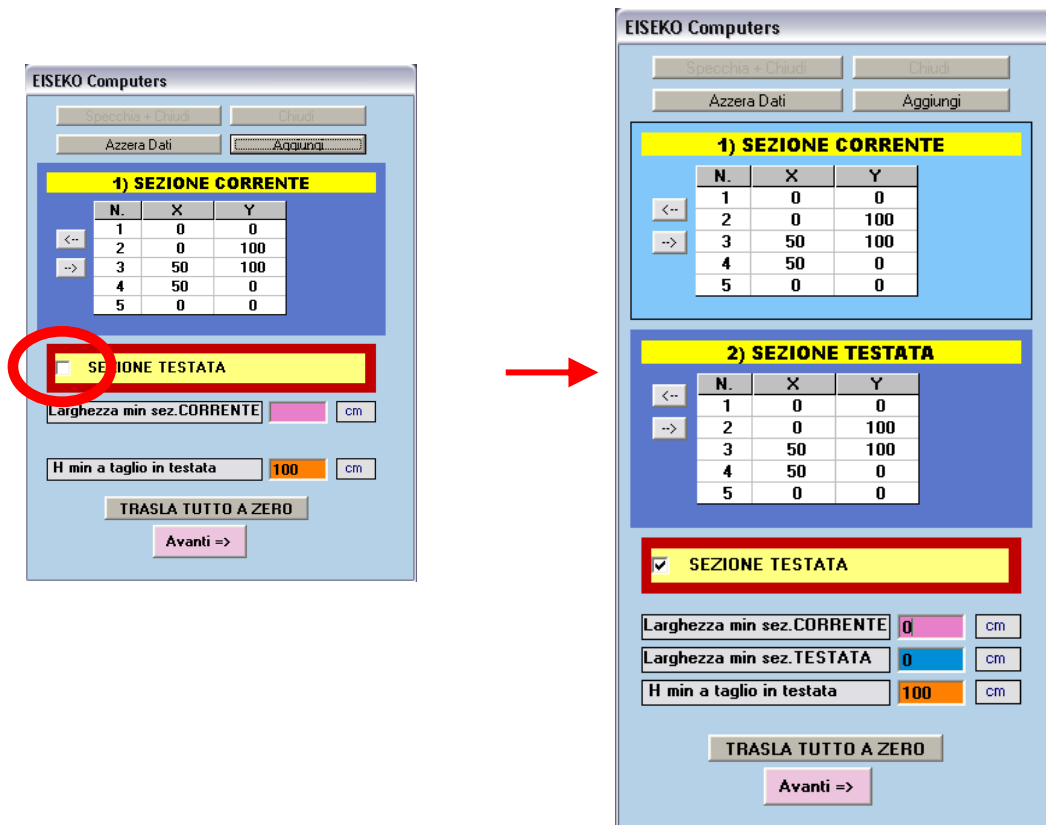 EISEKO Computers
Specchia + Chiudi Chiudi
Azzera Dati Aggiungi
1) SEZIONE CORRENTE
N. X Y
1 0 0
<-- 2 0 100
--> 3 50 100
4 50 0
5 0 0
SEZIONE TESTATA
Larghezza min sez.CORRENTE cm
H min a taglio in testata 100 cm
TRASLA TUTTO A ZERO
Avanti =>
EISEKO Computers
Specchia + Chiudi Chiudi
Azzera Dati Aggiungi
1) SEZIONE CORRENTE
N. X Y
1 0 0
<-- 2 0 100
--> 3 50 100
4 50 0
5 0 0
2) SEZIONE TESTATA
N. X Y
<-- 1 0 0
--> 2 0 100
3 50 100
4 50 0
5 0 0
SEZIONE TESTATA
Larghezza min sez.CORRENTE 0 cm
Larghezza min sez.TESTATA 0 cm
H min a taglio in testata 100 cm
TRASLA TUTTO A ZERO
Avanti =>